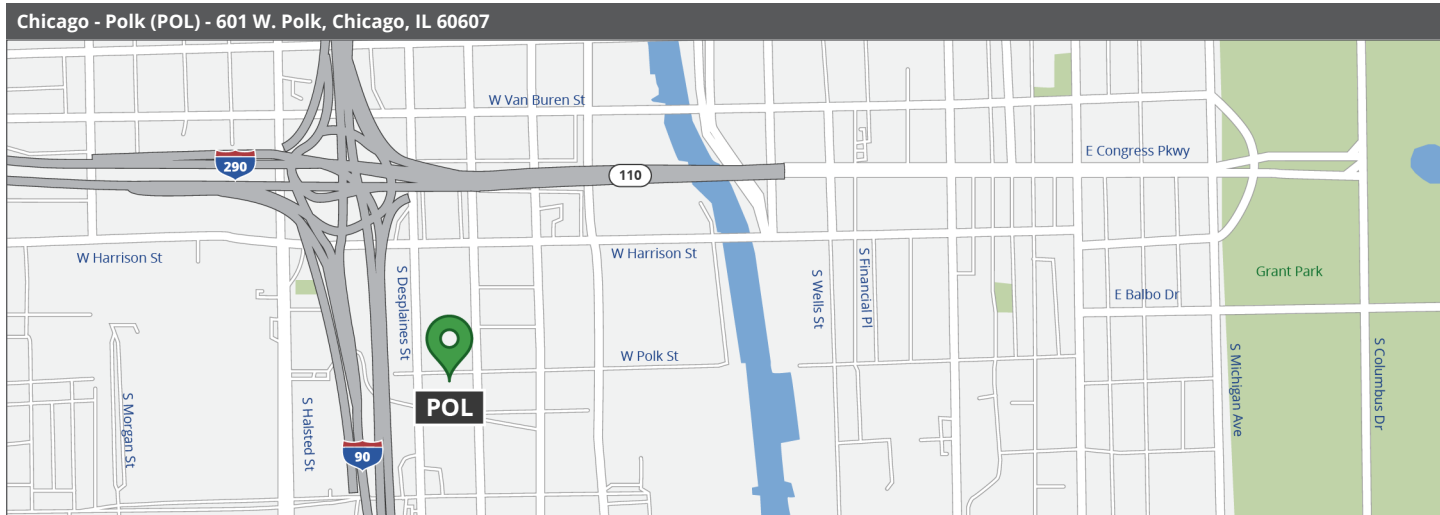 Chicago - Polk (POL) - 601 W. Polk, Chicago, IL 60607
W Van Buren St
E Congress Pkwy
290
110
W Harrison St
W Harrison St
S Desplaines St
S Wells St
S Financial Pl
Grant Park
E Balbo Dr
W Polk St
S Michigan Ave
S Columbus Dr
POL
S Morgan St
S Halsted St
90